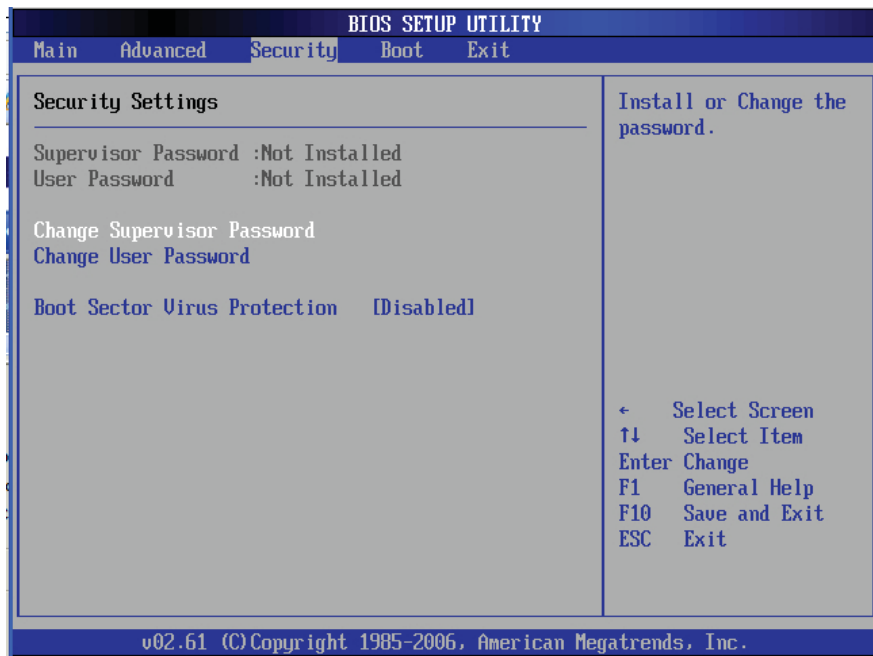 BIOS SETUP UTILITY
Main Advanced Security Boot Exit
Security Settings
Supervisor Password :Not Installed
User Password :Not Installed
Change Supervisor Password
Change User Password
Boot Sector Virus Protection [Disabled]
Install or Change the
password.
← Select Screen
↑↓ Select Item
Enter Change
F1 General Help
F10 Save and Exit
ESC Exit
v02.61 (C)Copyright 1985-2006, American Megatrends, Inc.